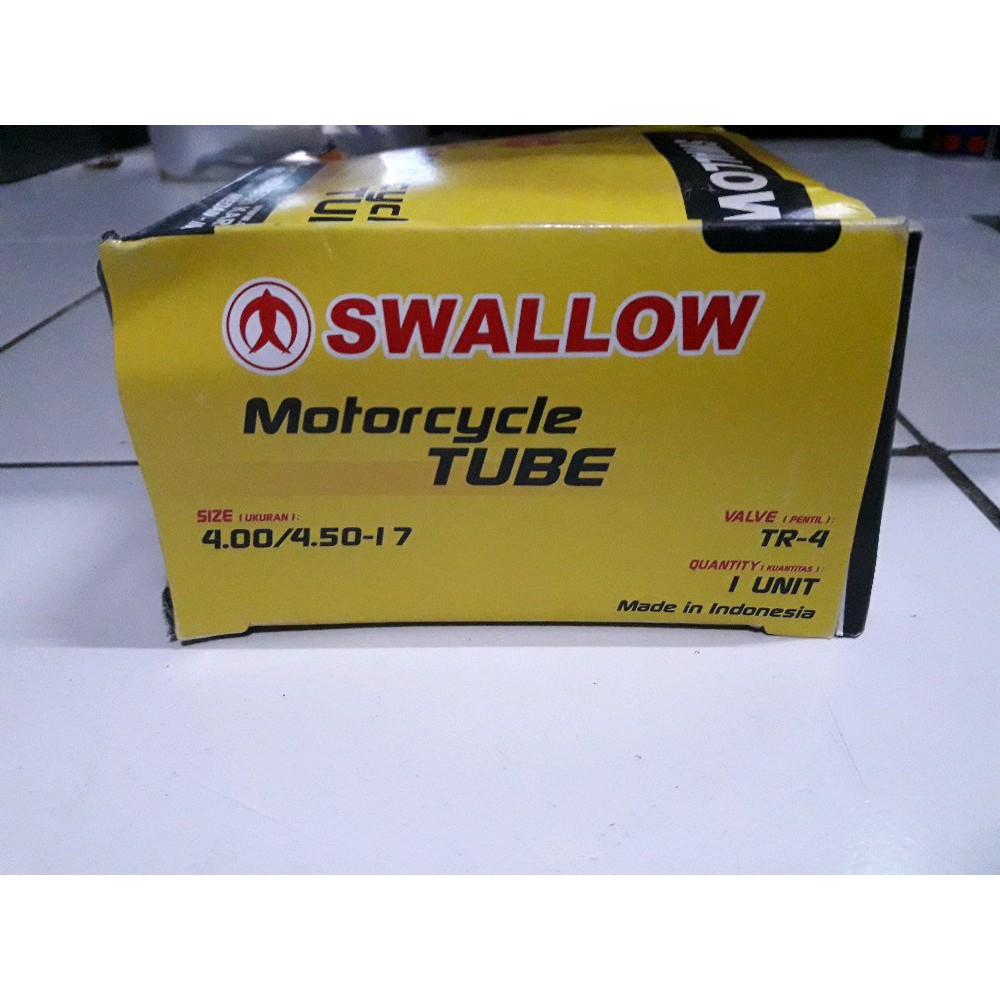 SWALLOW
Motorcycle
TUBE
SIZE (UKURAN):
4.00/4.50-17
VALVE (PENTIL):
TR-4
QUANTITY (KUANTITAS):
1 UNIT
Made in Indonesia